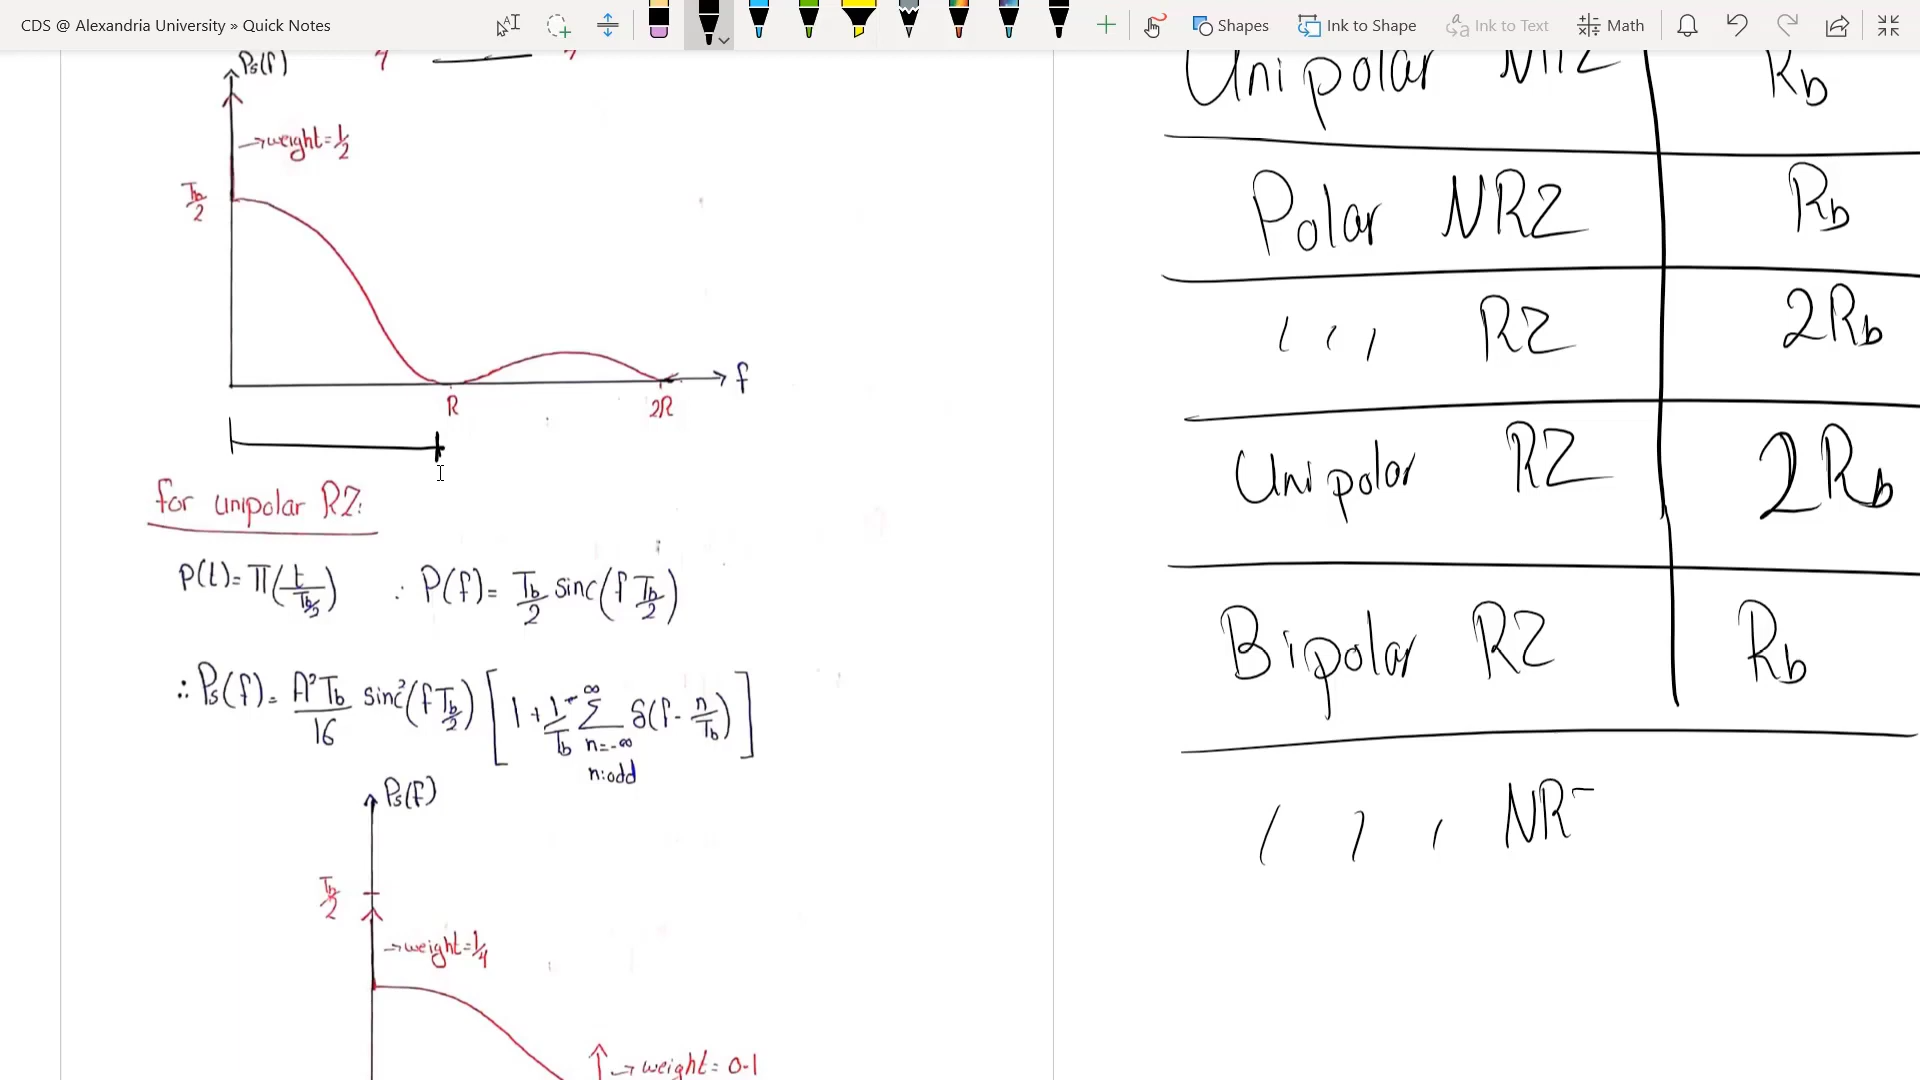 CDS @ Alexandria University » Quick Notes
Shapes
Ink to Shape
Ink to Text
Math
Ps(f)
→weight=1/2
Tb/2
f
R
2R
for unipolar RZ:
P(t)=Π(t/(Tb/2)) ∴ P(f)= Tb/2 sinc(f Tb/2)
∴ Ps(f)= A²Tb/16 sinc²(f Tb/2) [1 + 1/Tb ∑ δ(f - n/Tb)]
∞
n=-∞
n:odd
Ps(f)
Tb/2
→weight=1/4
→ weight= 0.1
Unipolar NRZ Rb
Polar NRZ Rb
, , , RZ 2Rb
Unipolar RZ 2Rb
Bipolar RZ Rb
, , , NR